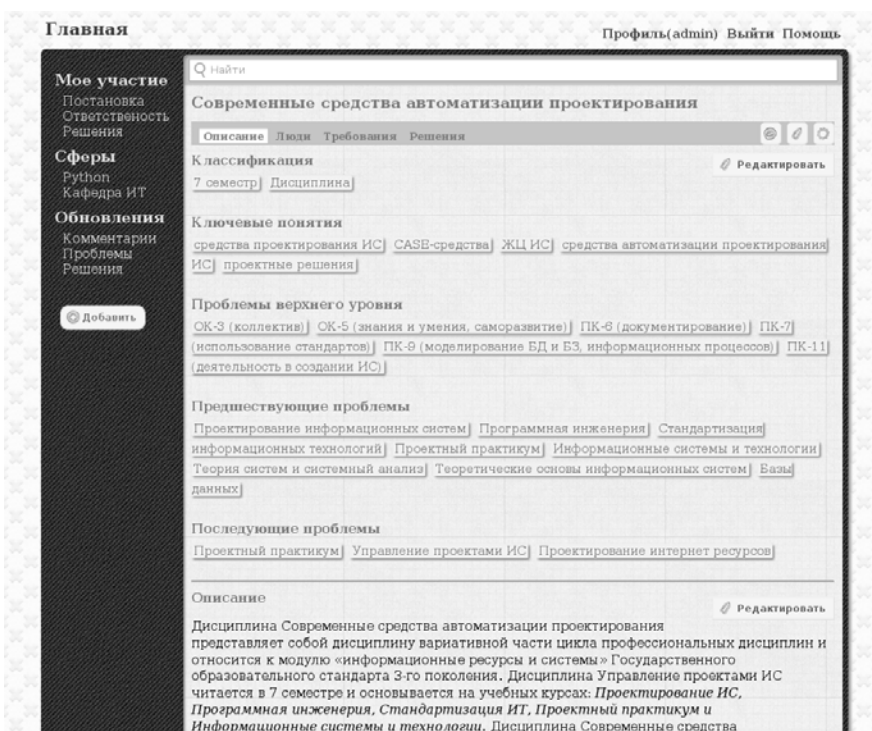 Главная
Профиль(admin) Выйти Помощь
Мое участие
Постановка
Ответственость
Решения
Сферы
Python
Кафедра ИТ
Обновления
Комментарии
Проблемы
Решения
Добавить
Найти
Современные средства автоматизации проектирования
Описание Люди Требования Решения
Классификация
Редактировать
7 семестр Дисциплина
Ключевые понятия
средства проектирования ИС CASE-средства ЖЦ ИС средства автоматизации проектирования
ИС проектные решения
Проблемы верхнего уровня
ОК-3 (коллектив) ОК-5 (знания и умения, саморазвитие) ПК-6 (документирование) ПК-7
(использование стандартов) ПК-9 (моделирование БД и БЗ, информационных процессов) ПК-11
(деятельность в создании ИС)
Предшествующие проблемы
Проектирование информационных систем Программная инженерия Стандартизация
информационных технологий Проектный практикум Информационные системы и технологии
Теория систем и системный анализ Теоретические основы информационных систем Базы
данных
Последующие проблемы
Проектный практикум Управление проектами ИС Проектирование интернет ресурсов
Описание
Редактировать
Дисциплина Современные средства автоматизации проектирования
представляет собой дисциплину вариативной части цикла профессиональных дисциплин и
относится к модулю «информационные ресурсы и системы» Государственного
образовательного стандарта 3-го поколения. Дисциплина Управление проектами ИС
читается в 7 семестре и основывается на учебных курсах: Проектирование ИС,
Программная инженерия, Стандартизация ИТ, Проектный практикум и
Информационные системы и технологии. Дисциплина Современные средства